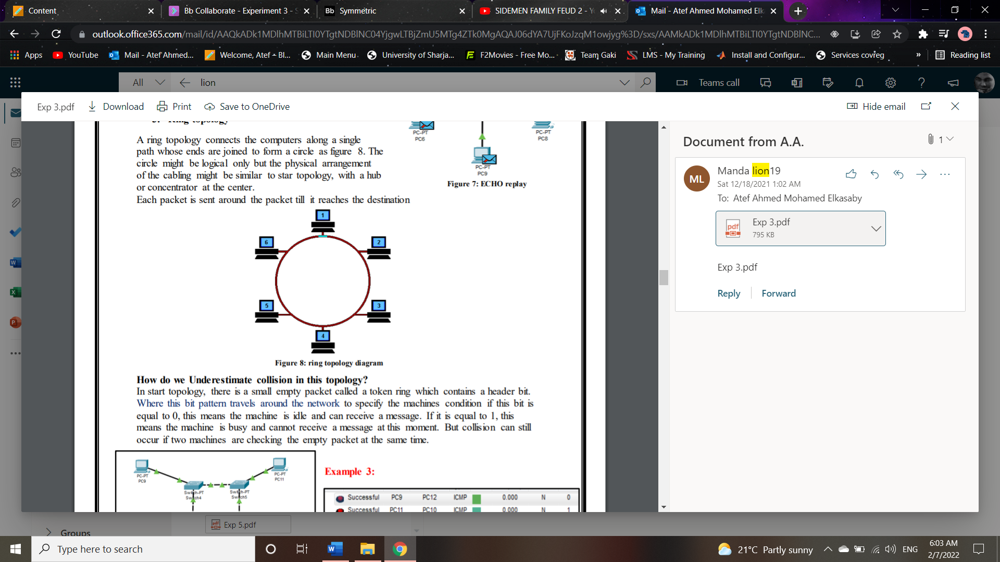 Content
Bb Collaborate - Experiment 3 - S
Bb Symmetric
SIDEMEN FAMILY FEUD 2 - Yo
Mail - Atef Ahmed Mohamed Elk
outlook.office365.com/mail/id/AAQkADk1MDlhMTBiLTI0YTgtNDBlNC04YjgwLTBjZmU5MTg4ZTk0MgAQAJ06dYA7UjFKoJzqM1owjyg%3D/sxs/AAMkADk1MDlhMTBiLTI0YTgtNDBlNC...
Apps
YouTube
Mail - Atef Ahmed...
Welcome, Atef – Bl...
Main Menu
University of Sharja...
F2Movies - Free Mo...
Team Gaki
LMS - My Training
Install and Configur...
Services covreg
»
Reading list
All
lion
Teams call
Exp 3.pdf
Download
Print
Save to OneDrive
Hide email
3. Ring topology
A ring topology connects the computers along a single
path whose ends are joined to form a circle as figure 8. The
circle might be logical only but the physical arrangement
of the cabling might be similar to star topology, with a hub
or concentrator at the center.
Each packet is sent around the packet till it reaches the destination
PC-PT
PC6
PC-PT
PC8
PC-PT
PC9
Figure 7: ECHO replay
1
6
2
5
3
4
Figure 8: ring topology diagram
How do we Underestimate collision in this topology?
In start topology, there is a small empty packet called a token ring which contains a header bit.
Where this bit pattern travels around the network to specify the machines condition if this bit is
equal to 0, this means the machine is idle and can receive a message. If it is equal to 1, this
means the machine is busy and cannot receive a message at this moment. But collision can still
occur if two machines are checking the empty packet at the same time.
PC-PT
PC9
PC-PT
PC11
Switch-PT
Switch4
Switch-PT
Switch5
Example 3:
Successful PC9 PC12 ICMP 0.000 N 0
Successful PC11 PC10 ICMP 0.000 N 1
Document from A.A.
1
ML
Manda lion19
Sat 12/18/2021 1:02 AM
To: Atef Ahmed Mohamed Elkasaby
pdf
Exp 3.pdf
795 KB
Exp 3.pdf
Reply
Forward
Exp 5.pdf
Groups
Type here to search
21°C Partly sunny
ENG
6:03 AM
2/7/2022